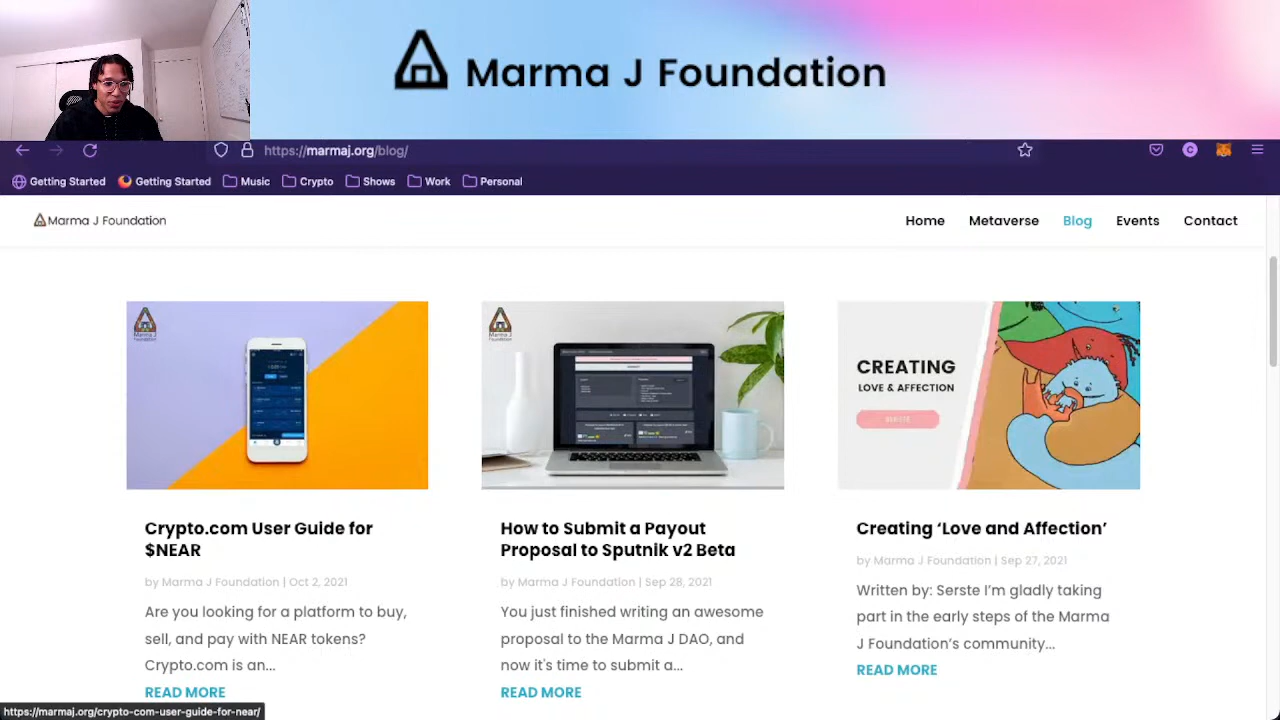 Marma J Foundation
https://marmaj.org/blog/
Getting Started
Getting Started
Music
Crypto
Shows
Work
Personal
Marma J Foundation
Home
Metaverse
Blog
Events
Contact
Marma J
Foundation
Marma J
Foundation
CREATING
LOVE & AFFECTION
SERSTE
Crypto.com User Guide for
$NEAR
by Marma J Foundation | Oct 2, 2021
Are you looking for a platform to buy,
sell, and pay with NEAR tokens?
Crypto.com is an...
READ MORE
How to Submit a Payout
Proposal to Sputnik v2 Beta
by Marma J Foundation | Sep 28, 2021
You just finished writing an awesome
proposal to the Marma J DAO, and
now it's time to submit a...
READ MORE
Creating ‘Love and Affection’
by Marma J Foundation | Sep 27, 2021
Written by: Serste I’m gladly taking
part in the early steps of the Marma
J Foundation’s community...
READ MORE
https://marmaj.org/crypto-com-user-guide-for-near/